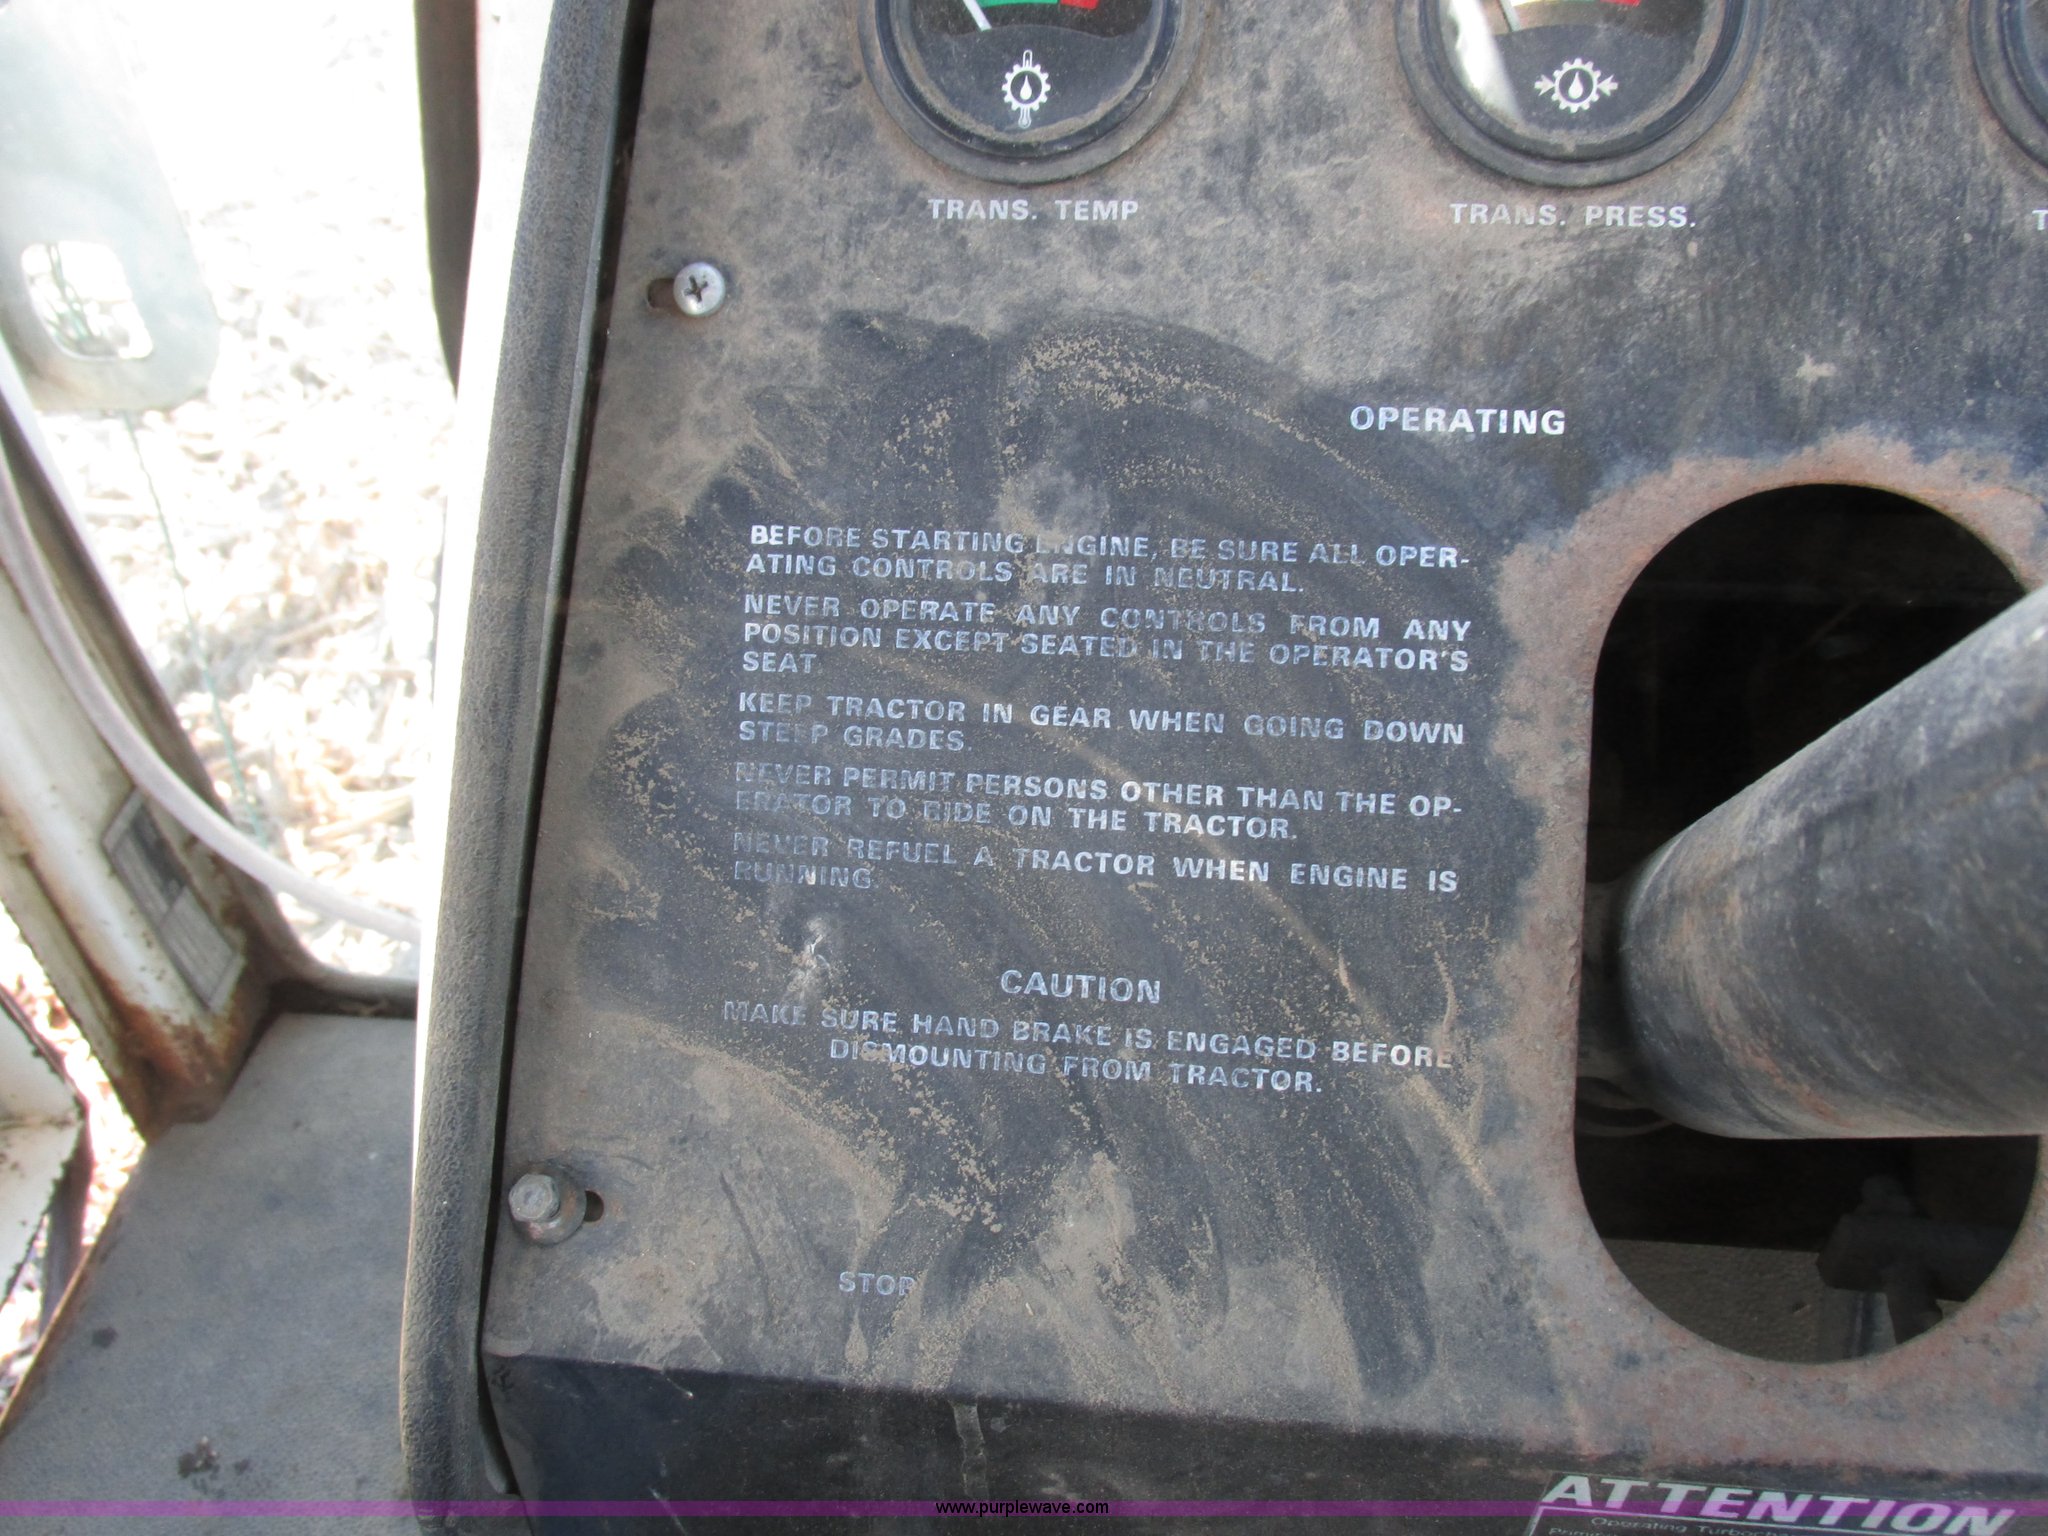 TRANS. TEMP
TRANS. PRESS.
OPERATING
BEFORE STARTING ENGINE, BE SURE ALL OPER-
ATING CONTROLS ARE IN NEUTRAL.
NEVER OPERATE ANY CONTROLS FROM ANY
POSITION EXCEPT SEATED IN THE OPERATOR'S
SEAT
KEEP TRACTOR IN GEAR WHEN GOING DOWN
STEEP GRADES.
NEVER PERMIT PERSONS OTHER THAN THE OP-
ERATOR TO RIDE ON THE TRACTOR.
NEVER REFUEL A TRACTOR WHEN ENGINE IS
RUNNING.
CAUTION
MAKE SURE HAND BRAKE IS ENGAGED BEFORE
DISMOUNTING FROM TRACTOR.
STOP
ATTENTION
Operating
www.purplewave.com